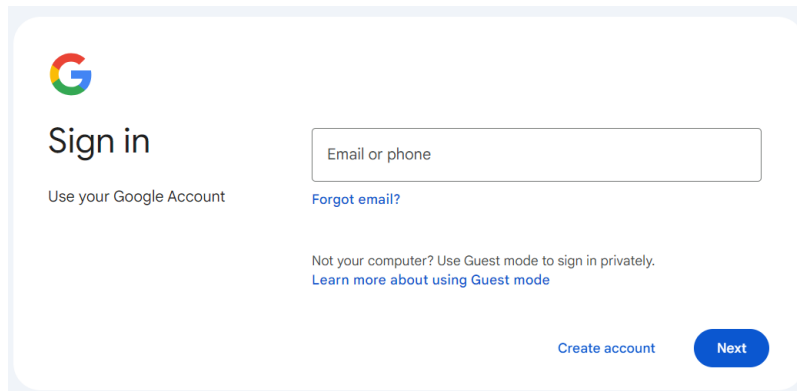 Sign in
Use your Google Account
Email or phone
Forgot email?
Not your computer? Use Guest mode to sign in privately.
Learn more about using Guest mode
Create account
Next